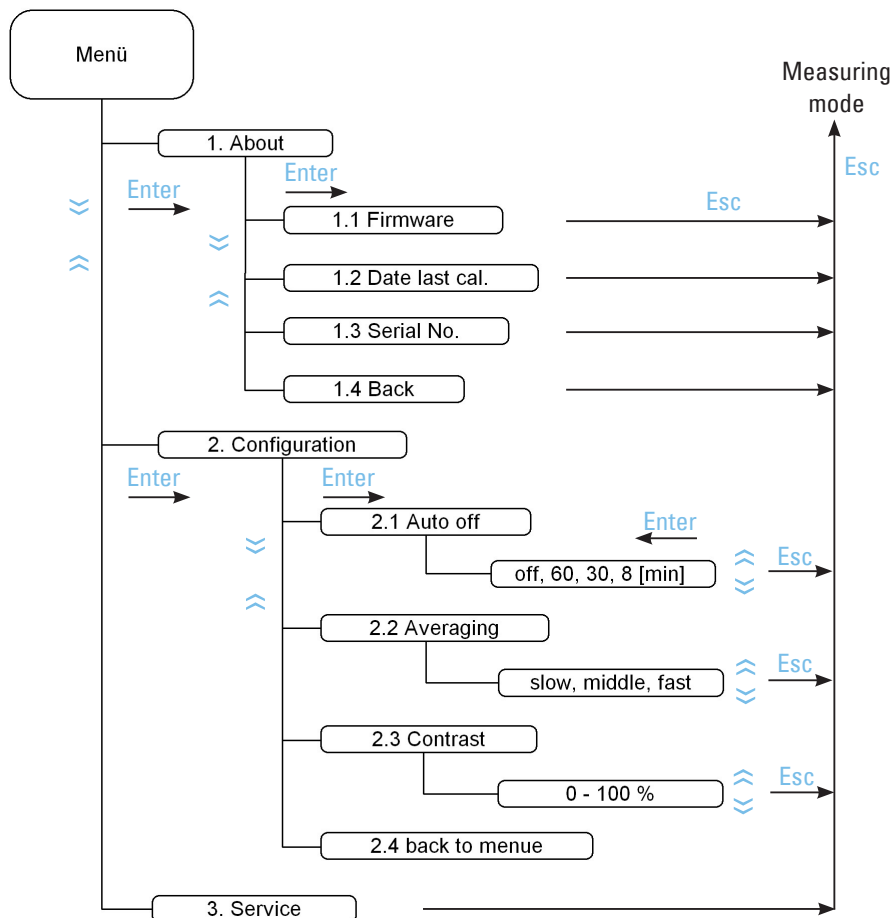 Menü
Measuring
mode
1. About
Esc
Enter
Enter
Esc
1.1 Firmware
1.2 Date last cal.
1.3 Serial No.
1.4 Back
2. Configuration
Enter
Enter
2.1 Auto off
Enter
off, 60, 30, 8 [min]
Esc
2.2 Averaging
slow, middle, fast
Esc
2.3 Contrast
0 - 100 %
Esc
2.4 back to menue
3. Service